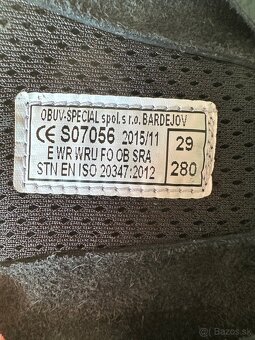 OBUV-SPECIAL spol.s r.o. BARDEJOV
CE S07056 2015/11 29
E WR WRU FO OB SRA
STN EN ISO 20347:2012 280
Bazos.sk